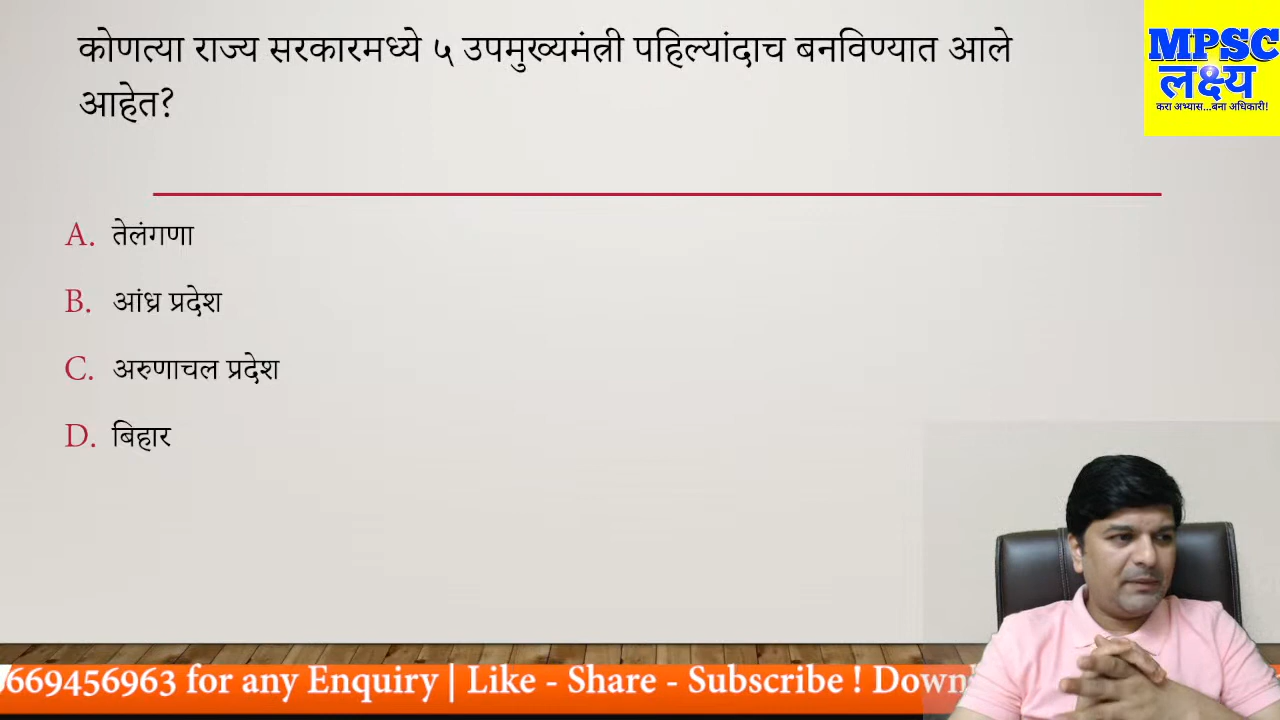 कोणत्या राज्य सरकारमध्ये ५ उपमुख्यमंत्री पहिल्यांदाच बनविण्यात आले
आहेत?
MPSC
लक्ष्य
करा अभ्यास...बना अधिकारी!
A. तेलंगणा
B. आंध्र प्रदेश
C. अरुणाचल प्रदेश
D. बिहार
669456963 for any Enquiry | Like - Share - Subscribe ! Down